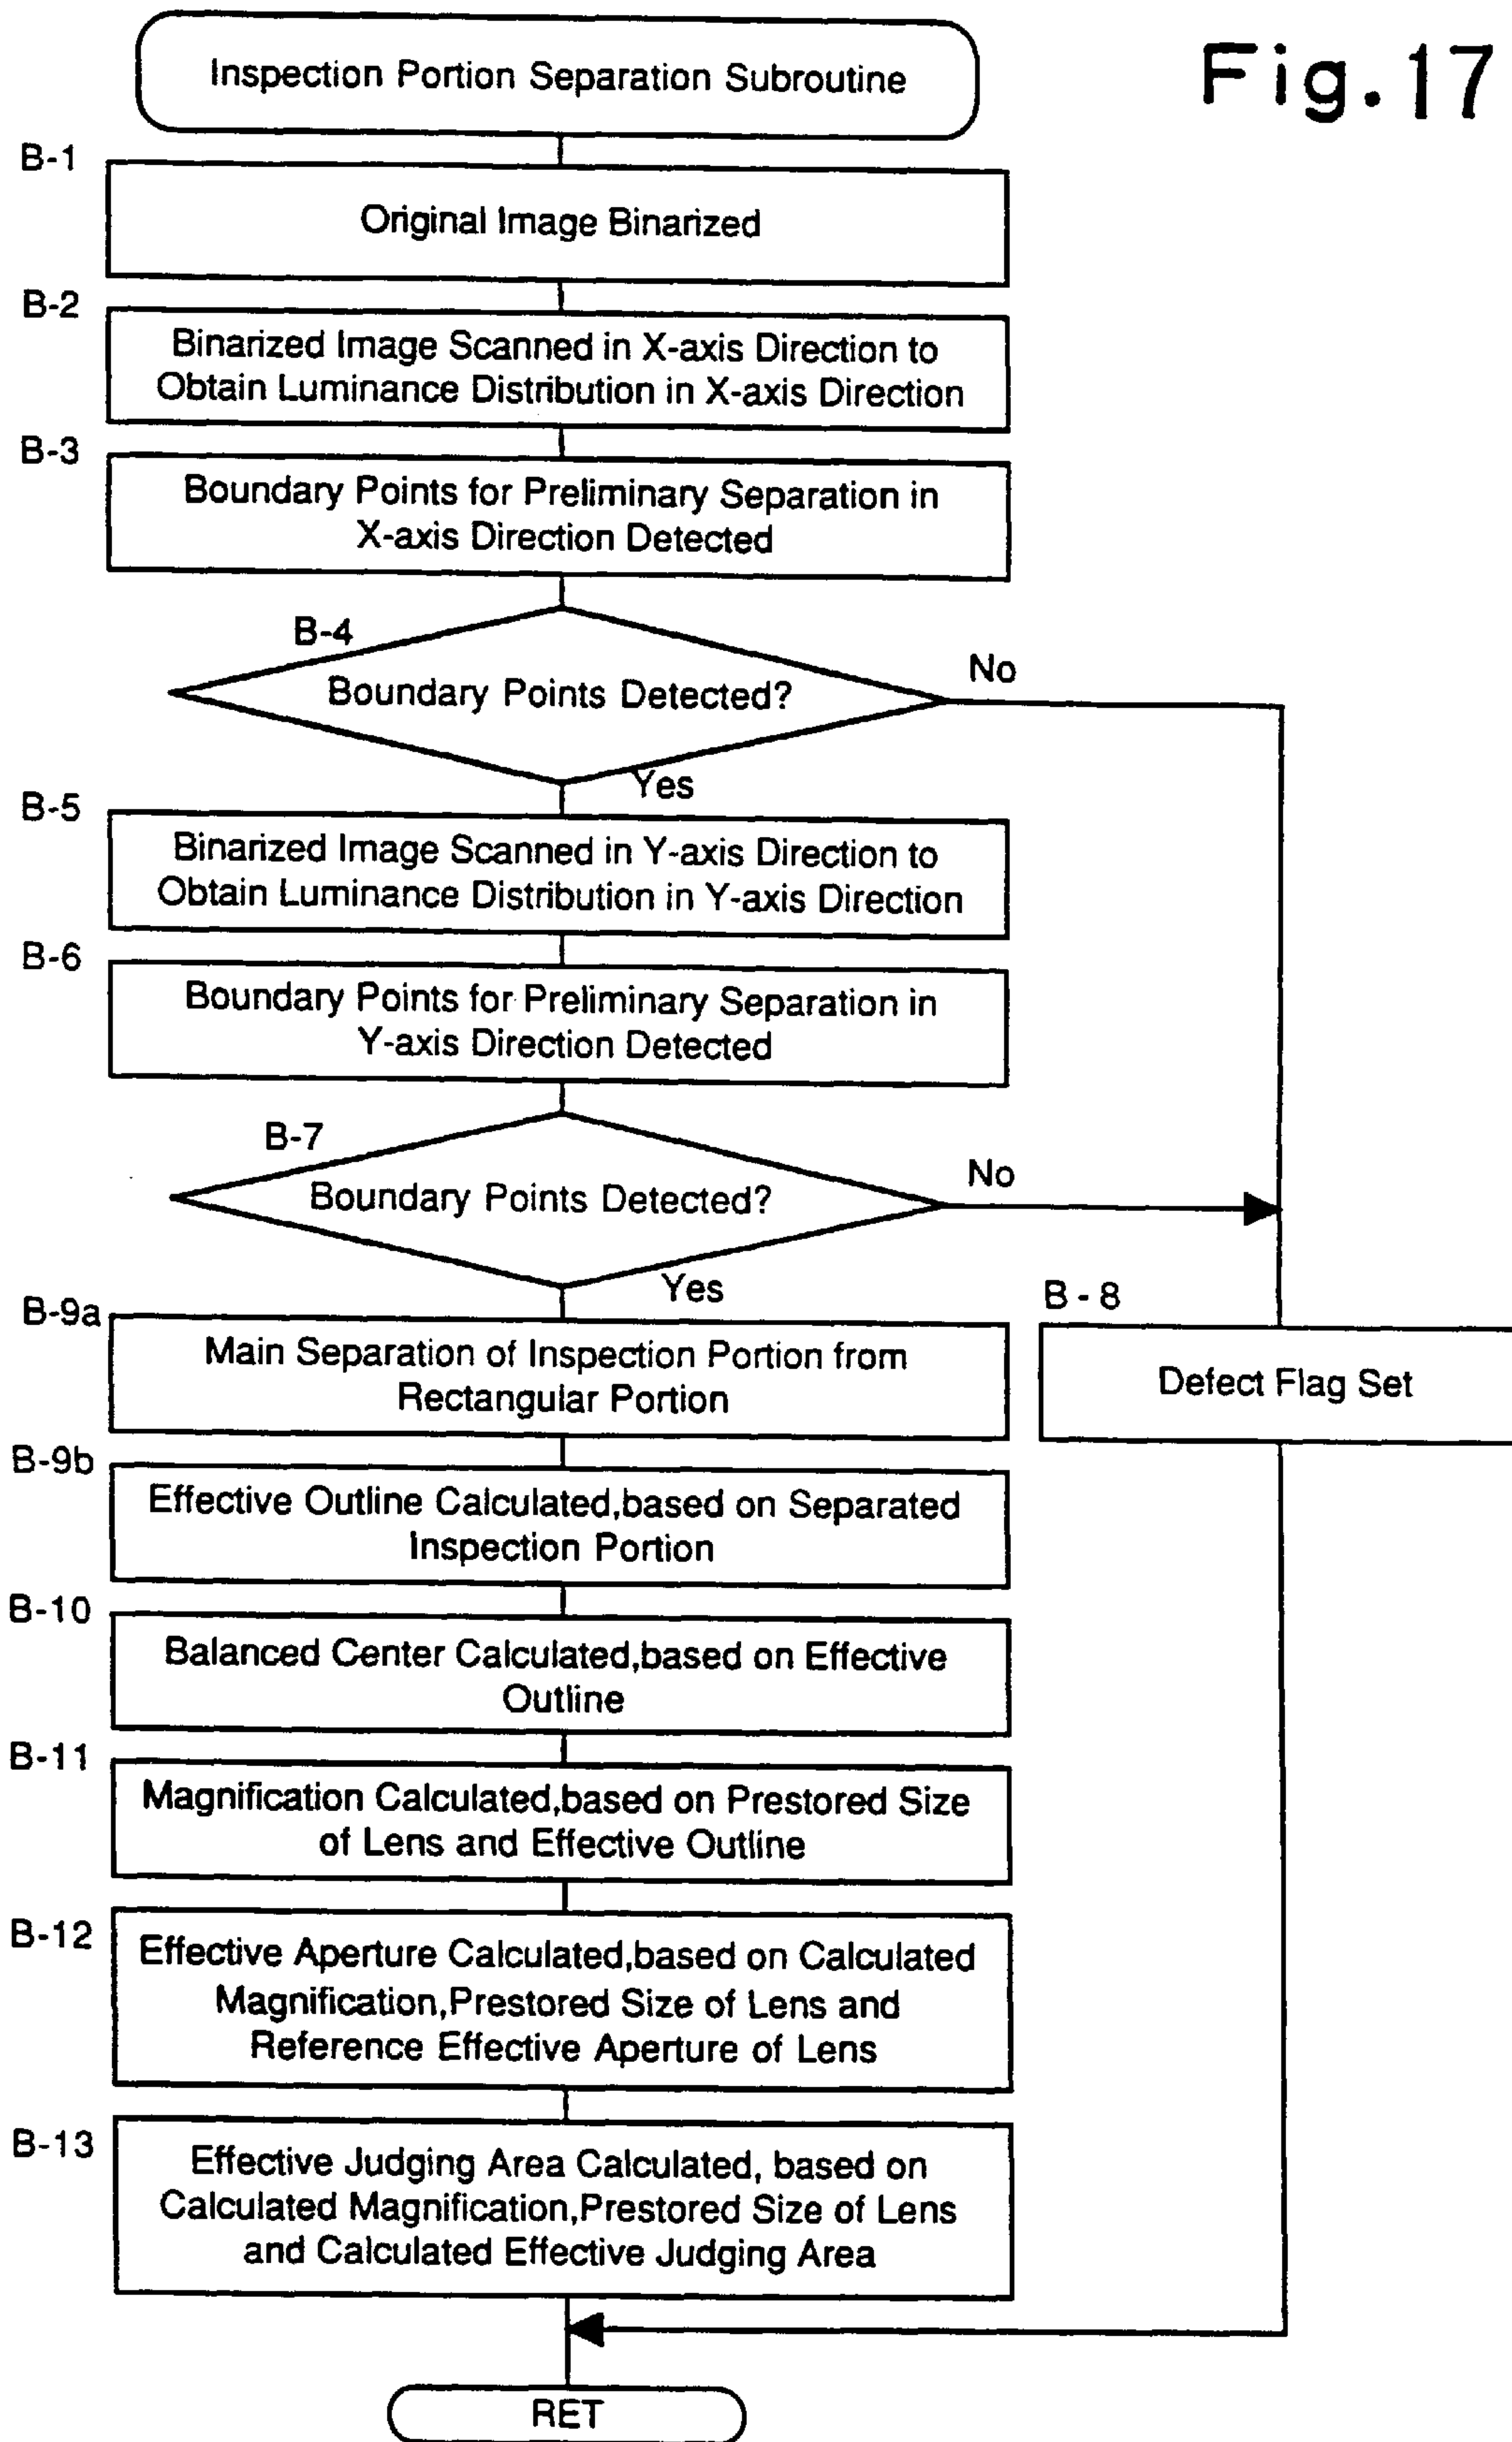 Fig.17
Inspection Portion Separation Subroutine
B-1
Original Image Binarized
B-2
Binarized Image Scanned in X-axis Direction to
Obtain Luminance Distribution in X-axis Direction
B-3
Boundary Points for Preliminary Separation in
X-axis Direction Detected
B-4
Boundary Points Detected?
No
Yes
B-5
Binarized Image Scanned in Y-axis Direction to
Obtain Luminance Distribution in Y-axis Direction
B-6
Boundary Points for Preliminary Separation in
Y-axis Direction Detected
B-7
Boundary Points Detected?
No
Yes
B-8
Defect Flag Set
B-9a
Main Separation of Inspection Portion from
Rectangular Portion
B-9b
Effective Outline Calculated,based on Separated
Inspection Portion
B-10
Balanced Center Calculated,based on Effective
Outline
B-11
Magnification Calculated,based on Prestored Size
of Lens and Effective Outline
B-12
Effective Aperture Calculated,based on Calculated
Magnification,Prestored Size of Lens and
Reference Effective Aperture of Lens
B-13
Effective Judging Area Calculated, based on
Calculated Magnification,Prestored Size of Lens
and Calculated Effective Judging Area
RET